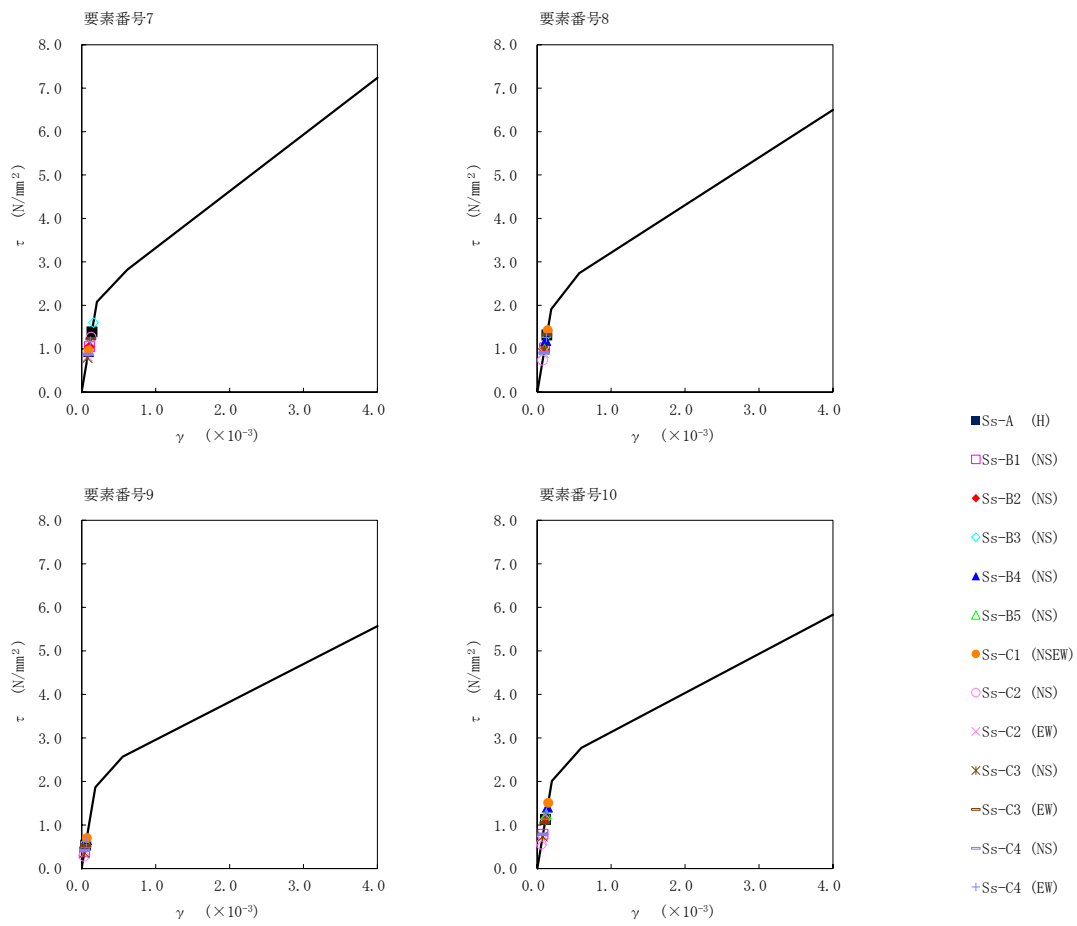 要素番号7
8.0
7.0
6.0
5.0
4.0
3.0
2.0
1.0
0.0
τ (N/mm²)
0.0 1.0 2.0 3.0 4.0
γ (×10⁻³)
要素番号8
8.0
7.0
6.0
5.0
4.0
3.0
2.0
1.0
0.0
τ (N/mm²)
0.0 1.0 2.0 3.0 4.0
γ (×10⁻³)
要素番号9
8.0
7.0
6.0
5.0
4.0
3.0
2.0
1.0
0.0
τ (N/mm²)
0.0 1.0 2.0 3.0 4.0
γ (×10⁻³)
要素番号10
8.0
7.0
6.0
5.0
4.0
3.0
2.0
1.0
0.0
τ (N/mm²)
0.0 1.0 2.0 3.0 4.0
γ (×10⁻³)
Ss-A (H)
Ss-B1 (NS)
Ss-B2 (NS)
Ss-B3 (NS)
Ss-B4 (NS)
Ss-B5 (NS)
Ss-C1 (NSEW)
Ss-C2 (NS)
Ss-C2 (EW)
Ss-C3 (NS)
Ss-C3 (EW)
Ss-C4 (NS)
Ss-C4 (EW)